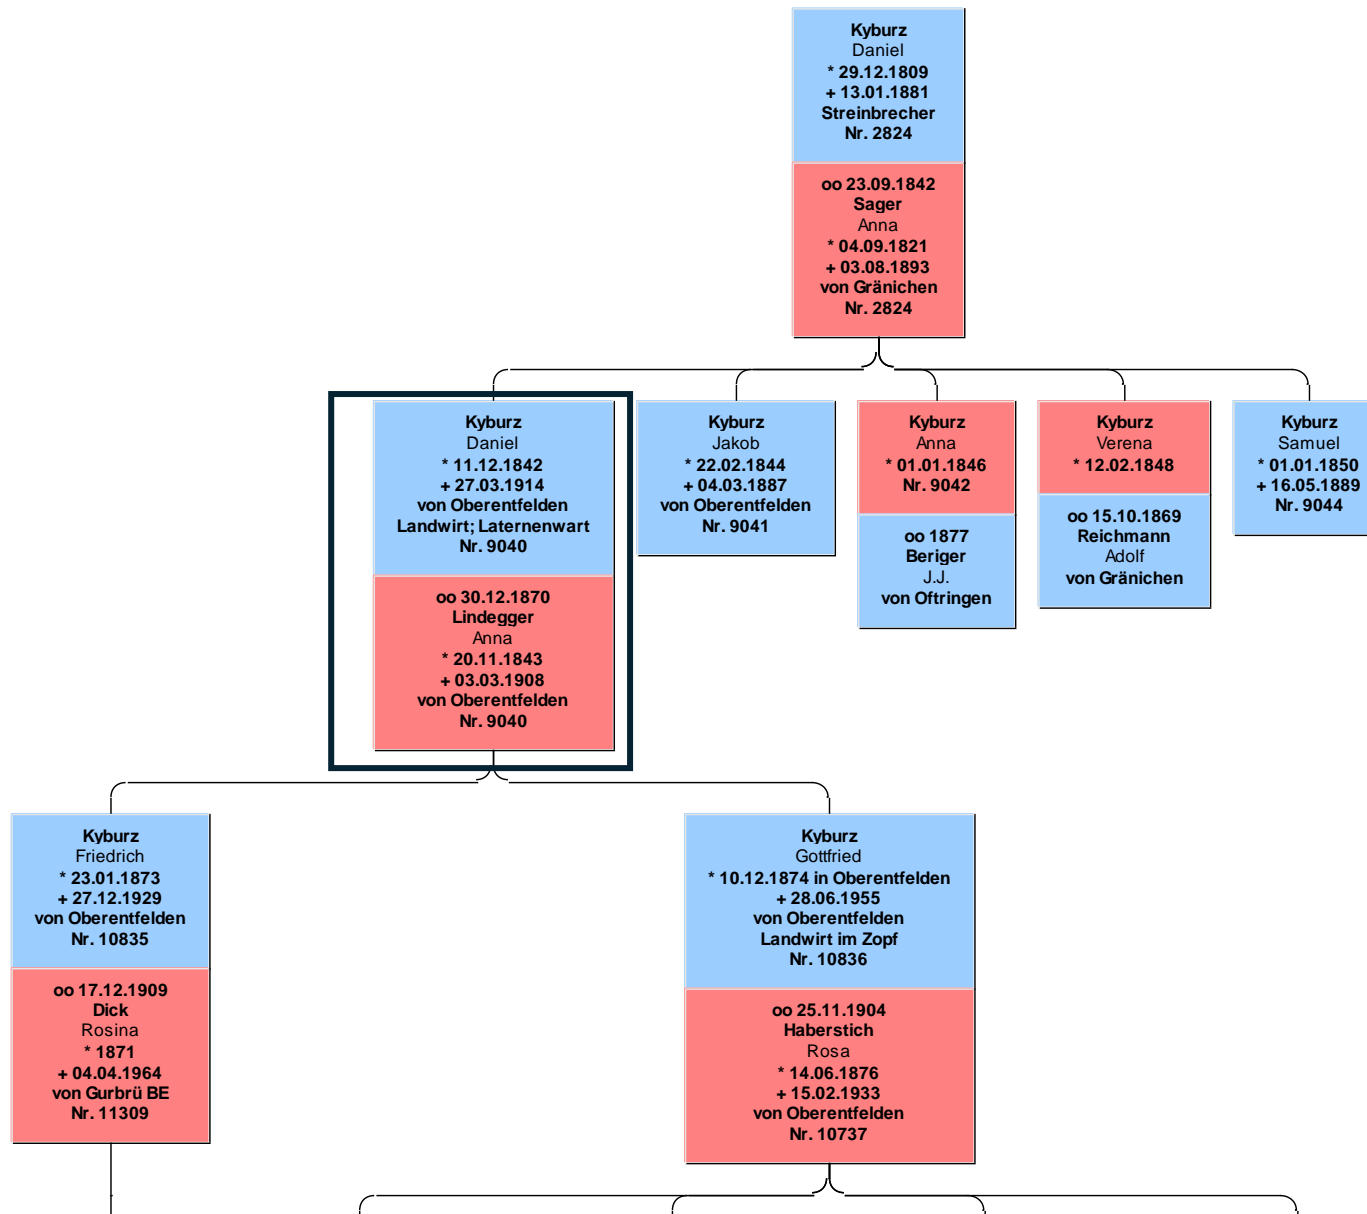 Kyburz
Daniel
* 29.12.1809
+ 13.01.1881
Streinbrecher
Nr. 2824
oo 23.09.1842
Sager
Anna
* 04.09.1821
+ 03.08.1893
von Gränichen
Nr. 2824
Kyburz
Daniel
* 11.12.1842
+ 27.03.1914
von Oberentfelden
Landwirt; Laternenwart
Nr. 9040
oo 30.12.1870
Lindegger
Anna
* 20.11.1843
+ 03.03.1908
von Oberentfelden
Nr. 9040
Kyburz
Jakob
* 22.02.1844
+ 04.03.1887
von Oberentfelden
Nr. 9041
Kyburz
Anna
* 01.01.1846
Nr. 9042
oo 1877
Beriger
J.J.
von Oftringen
Kyburz
Verena
* 12.02.1848
oo 15.10.1869
Reichmann
Adolf
von Gränichen
Kyburz
Samuel
* 01.01.1850
+ 16.05.1889
Nr. 9044
Kyburz
Friedrich
* 23.01.1873
+ 27.12.1929
von Oberentfelden
Nr. 10835
oo 17.12.1909
Dick
Rosina
* 1871
+ 04.04.1964
von Gurbrü BE
Nr. 11309
Kyburz
Gottfried
* 10.12.1874 in Oberentfelden
+ 28.06.1955
von Oberentfelden
Landwirt im Zopf
Nr. 10836
oo 25.11.1904
Haberstich
Rosa
* 14.06.1876
+ 15.02.1933
von Oberentfelden
Nr. 10737